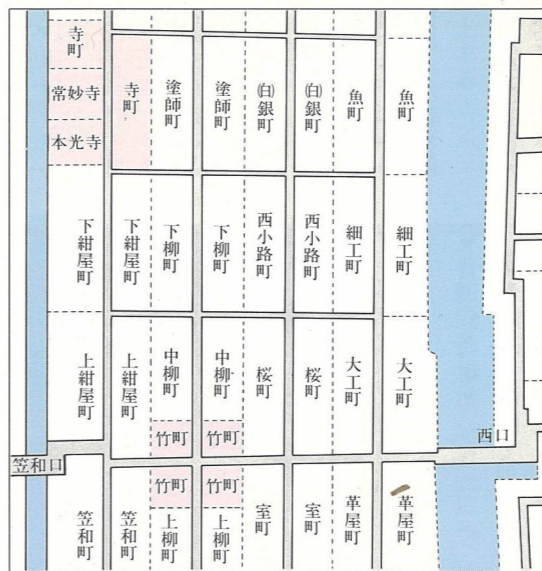 寺町
常妙寺
本光寺
寺町
塗師町
塗師町
(白)銀町
(白)銀町
魚町
魚町
下紺屋町
下紺屋町
下柳町
下柳町
西小路町
西小路町
細工町
細工町
上紺屋町
上紺屋町
中柳町
中柳町
桜町
桜町
大工町
大工町
竹町
竹町
西口
笠和口
竹町
竹町
笠和町
笠和町
上柳町
上柳町
室町
室町
革屋町
革屋町